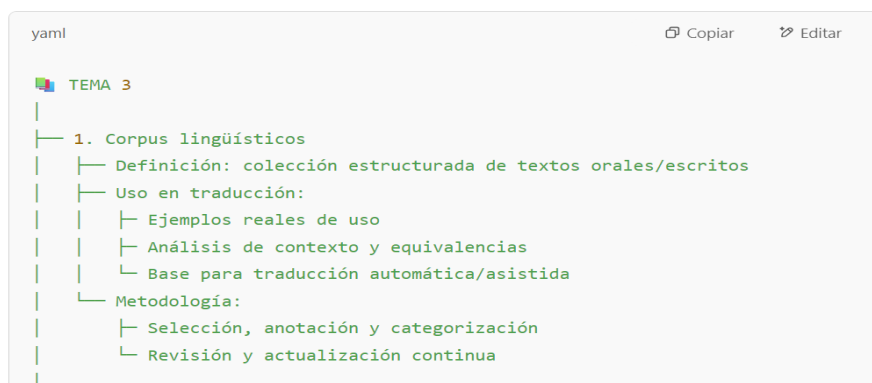 yaml Copiar Editar
📚 TEMA 3
│
├── 1. Corpus lingüísticos
│   ├── Definición: colección estructurada de textos orales/escritos
│   ├── Uso en traducción:
│   │   ├─ Ejemplos reales de uso
│   │   ├─ Análisis de contexto y equivalencias
│   │   └─ Base para traducción automática/asistida
│   └── Metodología:
│       ├─ Selección, anotación y categorización
│       └─ Revisión y actualización continua
│